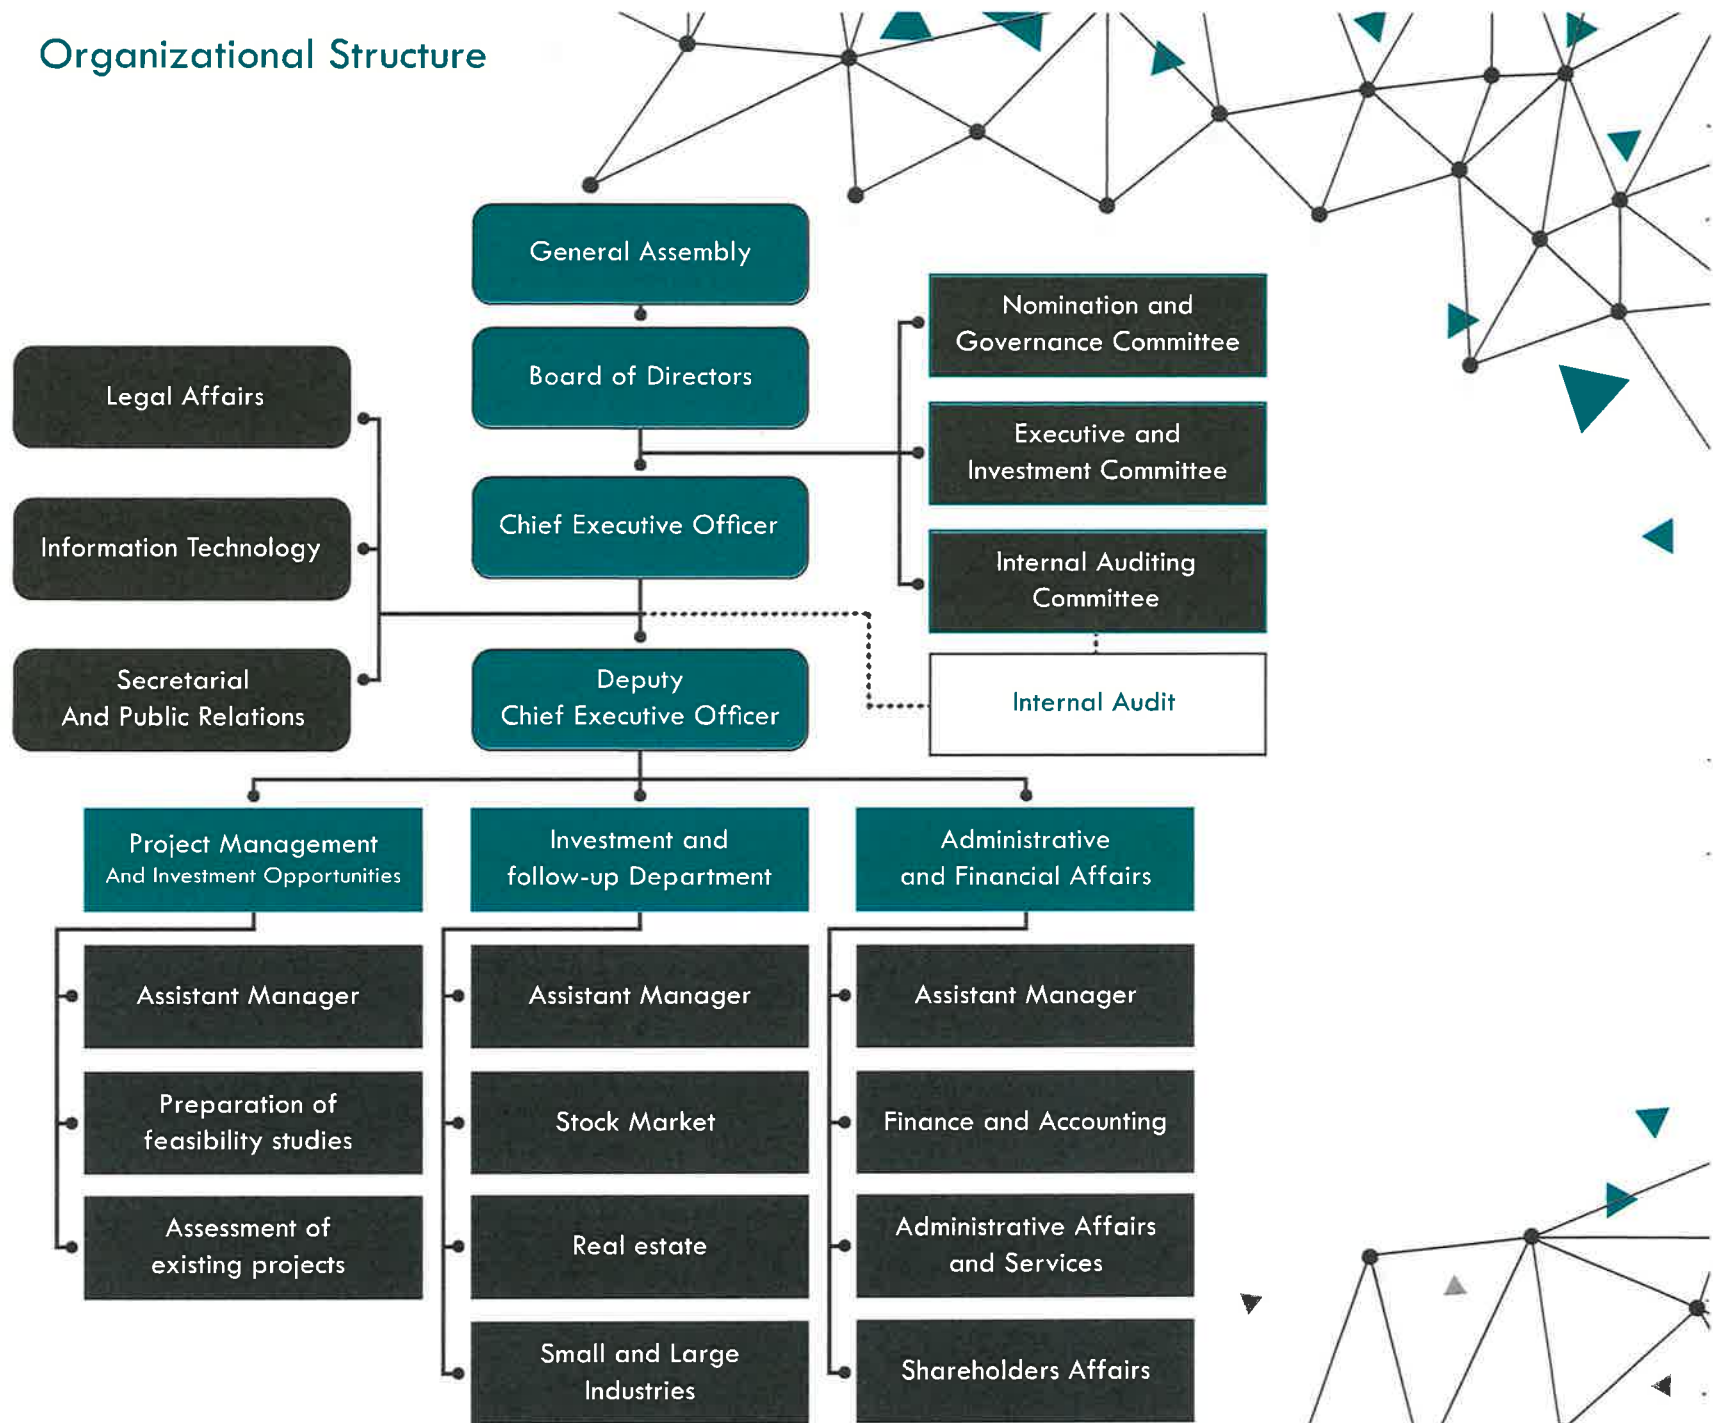 Organizational Structure
General Assembly
Board of Directors
Nomination and
Governance Committee
Executive and
Investment Committee
Internal Auditing
Committee
Internal Audit
Chief Executive Officer
Legal Affairs
Information Technology
Secretarial
And Public Relations
Deputy
Chief Executive Officer
Project Management
And Investment Opportunities
Assistant Manager
Preparation of
feasibility studies
Assessment of
existing projects
Investment and
follow-up Department
Assistant Manager
Stock Market
Real estate
Small and Large
Industries
Administrative
and Financial Affairs
Assistant Manager
Finance and Accounting
Administrative Affairs
and Services
Shareholders Affairs